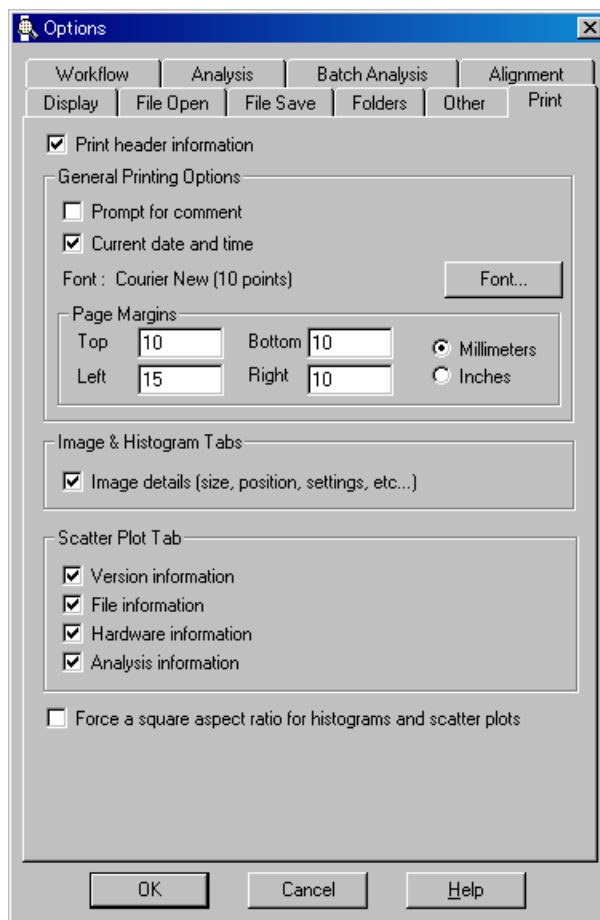 Options
Workflow Analysis Batch Analysis Alignment
Display File Open File Save Folders Other Print
Print header information
General Printing Options
Prompt for comment
Current date and time
Font : Courier New (10 points) Font...
Page Margins
Top 10 Bottom 10 Millimeters
Left 15 Right 10 Inches
Image & Histogram Tabs
Image details (size, position, settings, etc...)
Scatter Plot Tab
Version information
File information
Hardware information
Analysis information
Force a square aspect ratio for histograms and scatter plots
OK Cancel Help